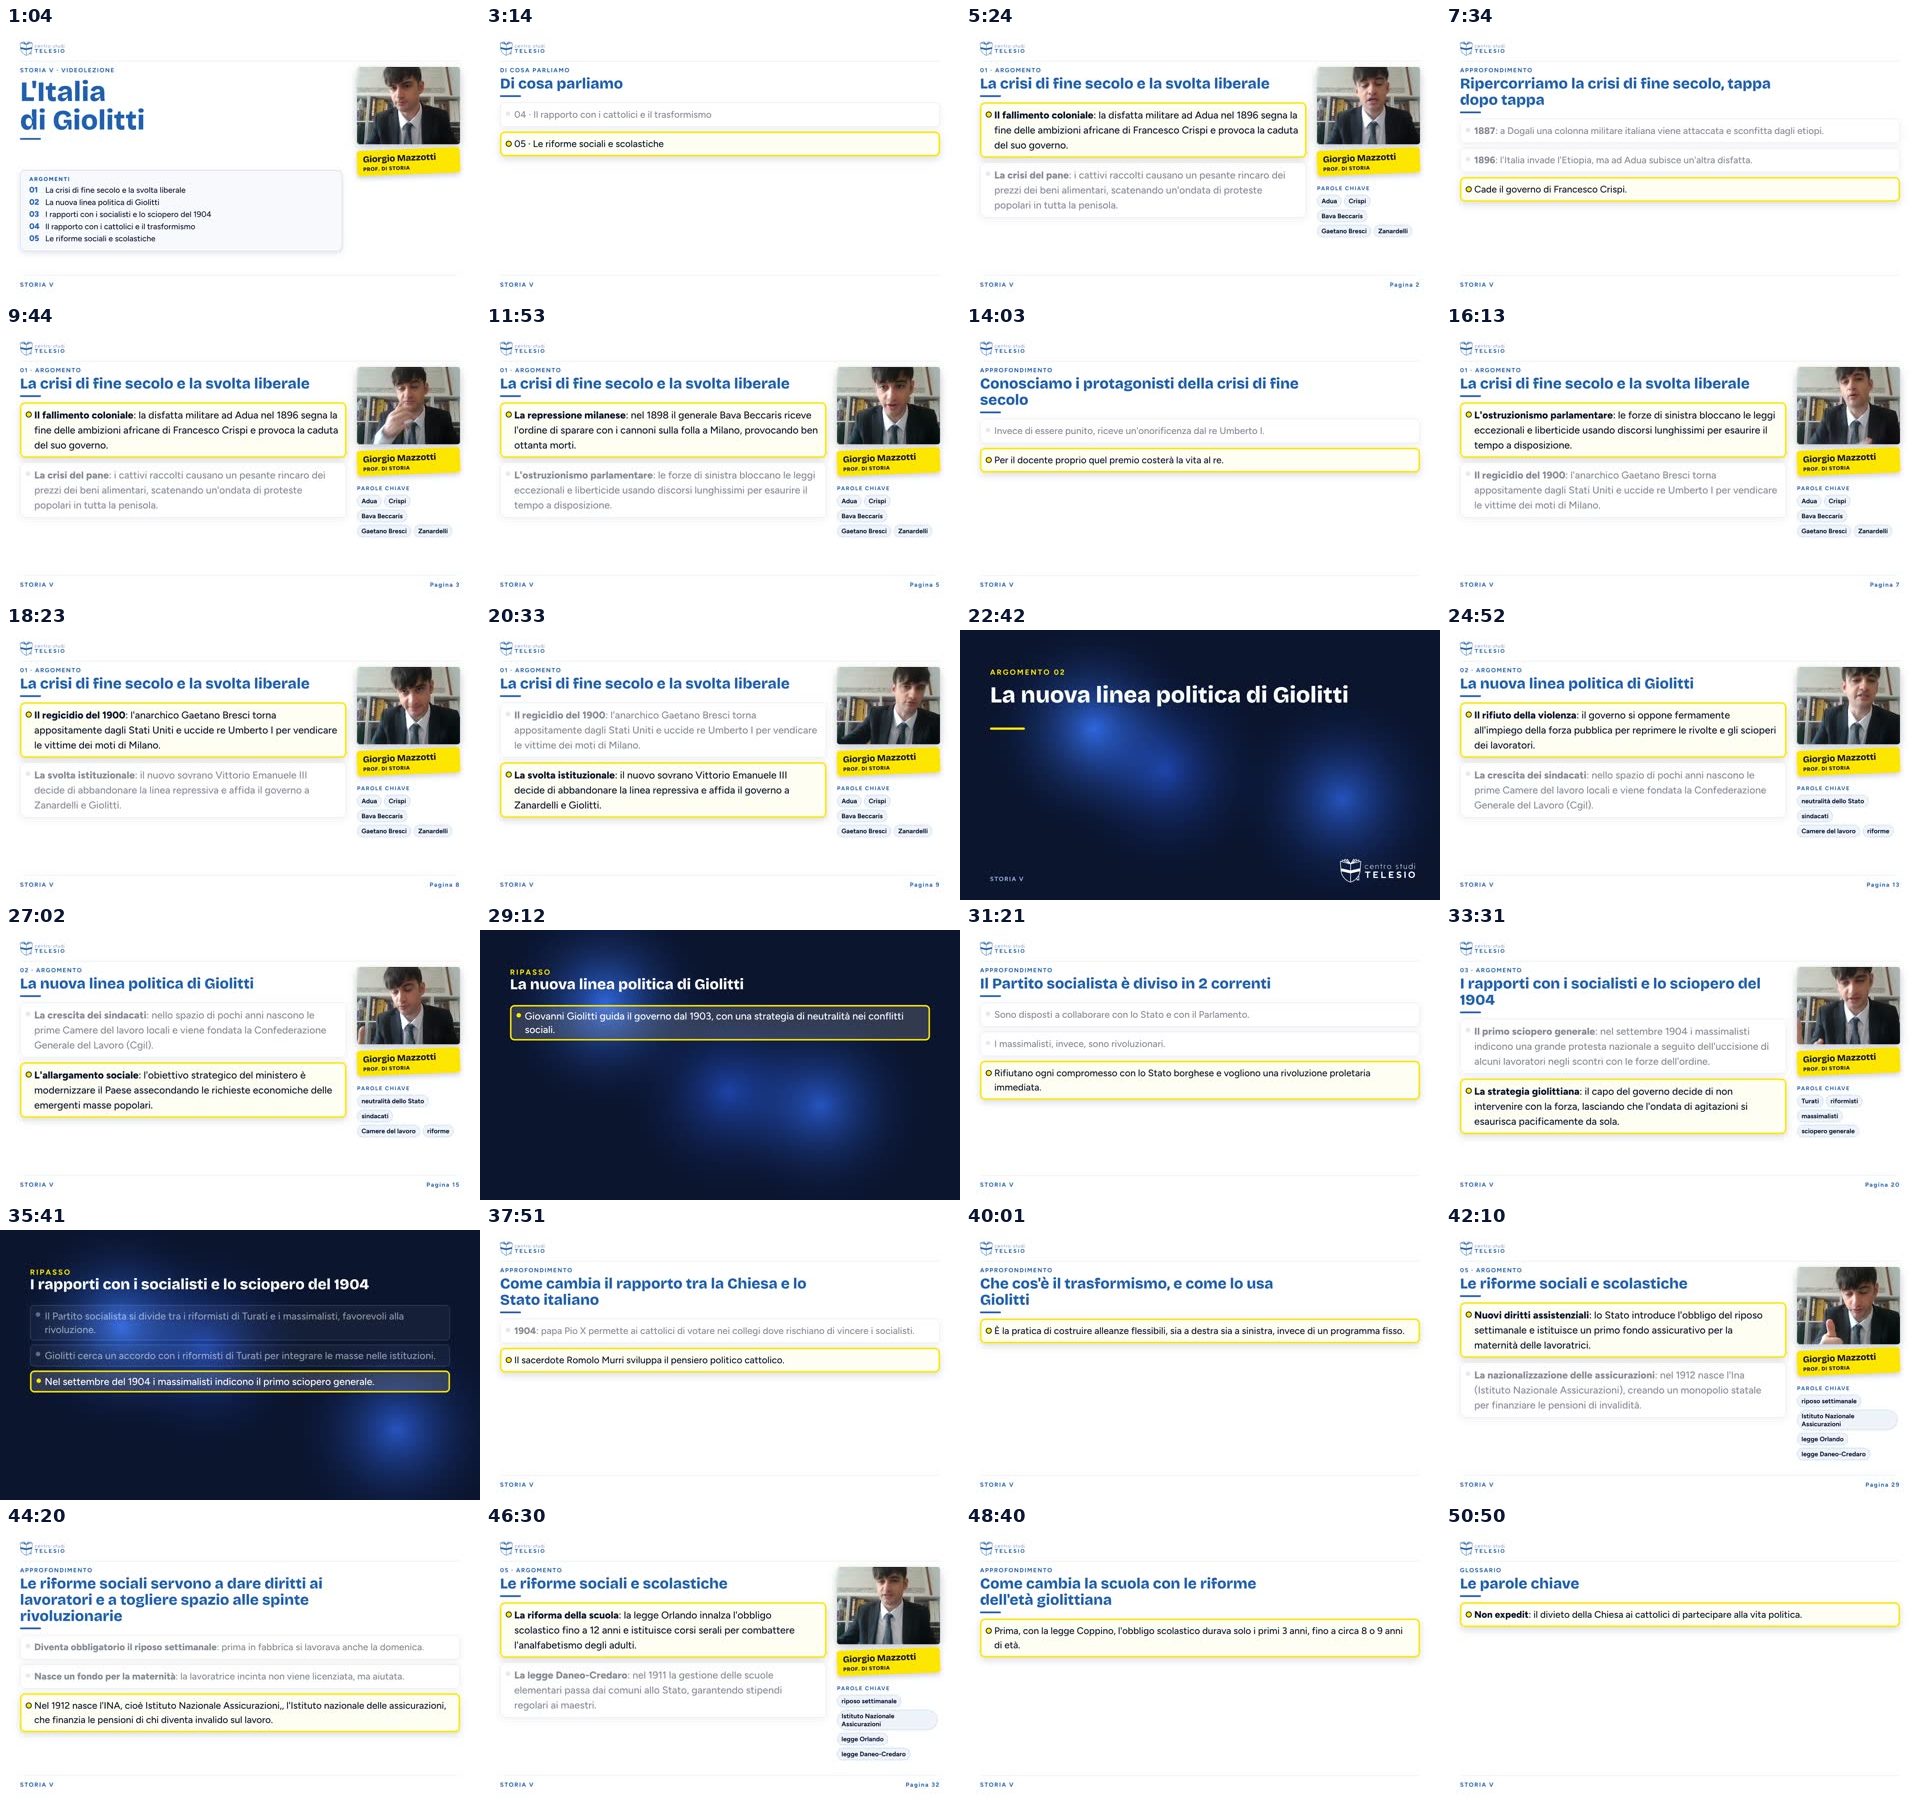 1:04
centro studi
TELESIO
STORIA V · VIDEOLEZIONE
L'Italia
di Giolitti
Giorgio Mazzotti
PROF. DI STORIA
ARGOMENTI
01 La crisi di fine secolo e la svolta liberale
02 La nuova linea politica di Giolitti
03 I rapporti con i socialisti e lo sciopero del 1904
04 Il rapporto con i cattolici e il trasformismo
05 Le riforme sociali e scolastiche
STORIA V
3:14
centro studi
TELESIO
DI COSA PARLIAMO
Di cosa parliamo
04 · Il rapporto con i cattolici e il trasformismo
05 · Le riforme sociali e scolastiche
STORIA V
5:24
centro studi
TELESIO
01 · ARGOMENTO
La crisi di fine secolo e la svolta liberale
Il fallimento coloniale: la disfatta militare ad Adua nel 1896 segna la
fine delle ambizioni africane di Francesco Crispi e provoca la caduta
del suo governo.
La crisi del pane: i cattivi raccolti causano un pesante rincaro dei
prezzi dei beni alimentari, scatenando un'ondata di proteste
popolari in tutta la penisola.
Giorgio Mazzotti
PROF. DI STORIA
PAROLE CHIAVE
Adua Crispi
Bava Beccaris
Gaetano Bresci Zanardelli
STORIA V
Pagina 2
7:34
centro studi
TELESIO
APPROFONDIMENTO
Ripercorriamo la crisi di fine secolo, tappa
dopo tappa
1887: a Dogali una colonna militare italiana viene attaccata e sconfitta dagli etiopi.
1896: l'Italia invade l'Etiopia, ma ad Adua subisce un'altra disfatta.
Cade il governo di Francesco Crispi.
STORIA V
9:44
centro studi
TELESIO
01 · ARGOMENTO
La crisi di fine secolo e la svolta liberale
Il fallimento coloniale: la disfatta militare ad Adua nel 1896 segna la
fine delle ambizioni africane di Francesco Crispi e provoca la caduta
del suo governo.
La crisi del pane: i cattivi raccolti causano un pesante rincaro dei
prezzi dei beni alimentari, scatenando un'ondata di proteste
popolari in tutta la penisola.
Giorgio Mazzotti
PROF. DI STORIA
PAROLE CHIAVE
Adua Crispi
Bava Beccaris
Gaetano Bresci Zanardelli
STORIA V
Pagina 3
11:53
centro studi
TELESIO
01 · ARGOMENTO
La crisi di fine secolo e la svolta liberale
La repressione milanese: nel 1898 il generale Bava Beccaris riceve
l'ordine di sparare con i cannoni sulla folla a Milano, provocando ben
ottanta morti.
L'ostruzionismo parlamentare: le forze di sinistra bloccano le leggi
eccezionali e liberticide usando discorsi lunghissimi per esaurire il
tempo a disposizione.
Giorgio Mazzotti
PROF. DI STORIA
PAROLE CHIAVE
Adua Crispi
Bava Beccaris
Gaetano Bresci Zanardelli
STORIA V
Pagina 5
14:03
centro studi
TELESIO
APPROFONDIMENTO
Conosciamo i protagonisti della crisi di fine
secolo
Invece di essere punito, riceve un'onorificenza dal re Umberto I.
Per il docente proprio quel premio costerà la vita al re.
STORIA V
16:13
centro studi
TELESIO
01 · ARGOMENTO
La crisi di fine secolo e la svolta liberale
L'ostruzionismo parlamentare: le forze di sinistra bloccano le leggi
eccezionali e liberticide usando discorsi lunghissimi per esaurire il
tempo a disposizione.
Il regicidio del 1900: l'anarchico Gaetano Bresci torna
appositamente dagli Stati Uniti e uccide re Umberto I per vendicare
le vittime dei moti di Milano.
Giorgio Mazzotti
PROF. DI STORIA
PAROLE CHIAVE
Adua Crispi
Bava Beccaris
Gaetano Bresci Zanardelli
STORIA V
Pagina 7
18:23
centro studi
TELESIO
01 · ARGOMENTO
La crisi di fine secolo e la svolta liberale
Il regicidio del 1900: l'anarchico Gaetano Bresci torna
appositamente dagli Stati Uniti e uccide re Umberto I per vendicare
le vittime dei moti di Milano.
La svolta istituzionale: il nuovo sovrano Vittorio Emanuele III
decide di abbandonare la linea repressiva e affida il governo a
Zanardelli e Giolitti.
Giorgio Mazzotti
PROF. DI STORIA
PAROLE CHIAVE
Adua Crispi
Bava Beccaris
Gaetano Bresci Zanardelli
STORIA V
Pagina 8
20:33
centro studi
TELESIO
01 · ARGOMENTO
La crisi di fine secolo e la svolta liberale
Il regicidio del 1900: l'anarchico Gaetano Bresci torna
appositamente dagli Stati Uniti e uccide re Umberto I per vendicare
le vittime dei moti di Milano.
La svolta istituzionale: il nuovo sovrano Vittorio Emanuele III
decide di abbandonare la linea repressiva e affida il governo a
Zanardelli e Giolitti.
Giorgio Mazzotti
PROF. DI STORIA
PAROLE CHIAVE
Adua Crispi
Bava Beccaris
Gaetano Bresci Zanardelli
STORIA V
Pagina 9
22:42
ARGOMENTO 02
La nuova linea politica di Giolitti
STORIA V
centro studi
TELESIO
24:52
centro studi
TELESIO
02 · ARGOMENTO
La nuova linea politica di Giolitti
Il rifiuto della violenza: il governo si oppone fermamente
all'impiego della forza pubblica per reprimere le rivolte e gli scioperi
dei lavoratori.
La crescita dei sindacati: nello spazio di pochi anni nascono le
prime Camere del lavoro locali e viene fondata la Confederazione
Generale del Lavoro (Cgil).
Giorgio Mazzotti
PROF. DI STORIA
PAROLE CHIAVE
neutralità dello Stato
sindacati
Camere del lavoro riforme
STORIA V
Pagina 13
27:02
centro studi
TELESIO
02 · ARGOMENTO
La nuova linea politica di Giolitti
La crescita dei sindacati: nello spazio di pochi anni nascono le
prime Camere del lavoro locali e viene fondata la Confederazione
Generale del Lavoro (Cgil).
L'allargamento sociale: l'obiettivo strategico del ministero è
modernizzare il Paese assecondando le richieste economiche delle
emergenti masse popolari.
Giorgio Mazzotti
PROF. DI STORIA
PAROLE CHIAVE
neutralità dello Stato
sindacati
Camere del lavoro riforme
STORIA V
Pagina 15
29:12
RIPASSO
La nuova linea politica di Giolitti
Giovanni Giolitti guida il governo dal 1903, con una strategia di neutralità nei conflitti
sociali.
31:21
centro studi
TELESIO
APPROFONDIMENTO
Il Partito socialista è diviso in 2 correnti
Sono disposti a collaborare con lo Stato e con il Parlamento.
I massimalisti, invece, sono rivoluzionari.
Rifiutano ogni compromesso con lo Stato borghese e vogliono una rivoluzione proletaria
immediata.
STORIA V
33:31
centro studi
TELESIO
03 · ARGOMENTO
I rapporti con i socialisti e lo sciopero del
1904
Il primo sciopero generale: nel settembre 1904 i massimalisti
indicono una grande protesta nazionale a seguito dell'uccisione di
alcuni lavoratori negli scontri con le forze dell'ordine.
La strategia giolittiana: il capo del governo decide di non
intervenire con la forza, lasciando che l'ondata di agitazioni si
esaurisca pacificamente da sola.
Giorgio Mazzotti
PROF. DI STORIA
PAROLE CHIAVE
Turati riformisti
massimalisti
sciopero generale
STORIA V
Pagina 20
35:41
RIPASSO
I rapporti con i socialisti e lo sciopero del 1904
Il Partito socialista si divide tra i riformisti di Turati e i massimalisti, favorevoli alla
rivoluzione.
Giolitti cerca un accordo con i riformisti di Turati per integrare le masse nelle istituzioni.
Nel settembre del 1904 i massimalisti indicono il primo sciopero generale.
37:51
centro studi
TELESIO
APPROFONDIMENTO
Come cambia il rapporto tra la Chiesa e lo
Stato italiano
1904: papa Pio X permette ai cattolici di votare nei collegi dove rischiano di vincere i socialisti.
Il sacerdote Romolo Murri sviluppa il pensiero politico cattolico.
STORIA V
40:01
centro studi
TELESIO
APPROFONDIMENTO
Che cos'è il trasformismo, e come lo usa
Giolitti
È la pratica di costruire alleanze flessibili, sia a destra sia a sinistra, invece di un programma fisso.
STORIA V
42:10
centro studi
TELESIO
05 · ARGOMENTO
Le riforme sociali e scolastiche
Nuovi diritti assistenziali: lo Stato introduce l'obbligo del riposo
settimanale e istituisce un primo fondo assicurativo per la
maternità delle lavoratrici.
La nazionalizzazione delle assicurazioni: nel 1912 nasce l'Ina
(Istituto Nazionale Assicurazioni), creando un monopolio statale
per finanziare le pensioni di invalidità.
Giorgio Mazzotti
PROF. DI STORIA
PAROLE CHIAVE
riposo settimanale
Istituto Nazionale
Assicurazioni
legge Orlando
legge Daneo-Credaro
STORIA V
Pagina 29
44:20
centro studi
TELESIO
APPROFONDIMENTO
Le riforme sociali servono a dare diritti ai
lavoratori e a togliere spazio alle spinte
rivoluzionarie
Diventa obbligatorio il riposo settimanale: prima in fabbrica si lavorava anche la domenica.
Nasce un fondo per la maternità: la lavoratrice incinta non viene licenziata, ma aiutata.
Nel 1912 nasce l'INA, cioè Istituto Nazionale Assicurazioni,, l'Istituto nazionale delle assicurazioni,
che finanzia le pensioni di chi diventa invalido sul lavoro.
STORIA V
46:30
centro studi
TELESIO
05 · ARGOMENTO
Le riforme sociali e scolastiche
La riforma della scuola: la legge Orlando innalza l'obbligo
scolastico fino a 12 anni e istituisce corsi serali per combattere
l'analfabetismo degli adulti.
La legge Daneo-Credaro: nel 1911 la gestione delle scuole
elementari passa dai comuni allo Stato, garantendo stipendi
regolari ai maestri.
Giorgio Mazzotti
PROF. DI STORIA
PAROLE CHIAVE
riposo settimanale
Istituto Nazionale
Assicurazioni
legge Orlando
legge Daneo-Credaro
STORIA V
Pagina 32
48:40
centro studi
TELESIO
APPROFONDIMENTO
Come cambia la scuola con le riforme
dell'età giolittiana
Prima, con la legge Coppino, l'obbligo scolastico durava solo i primi 3 anni, fino a circa 8 o 9 anni
di età.
STORIA V
50:50
centro studi
TELESIO
GLOSSARIO
Le parole chiave
Non expedit: il divieto della Chiesa ai cattolici di partecipare alla vita politica.
STORIA V